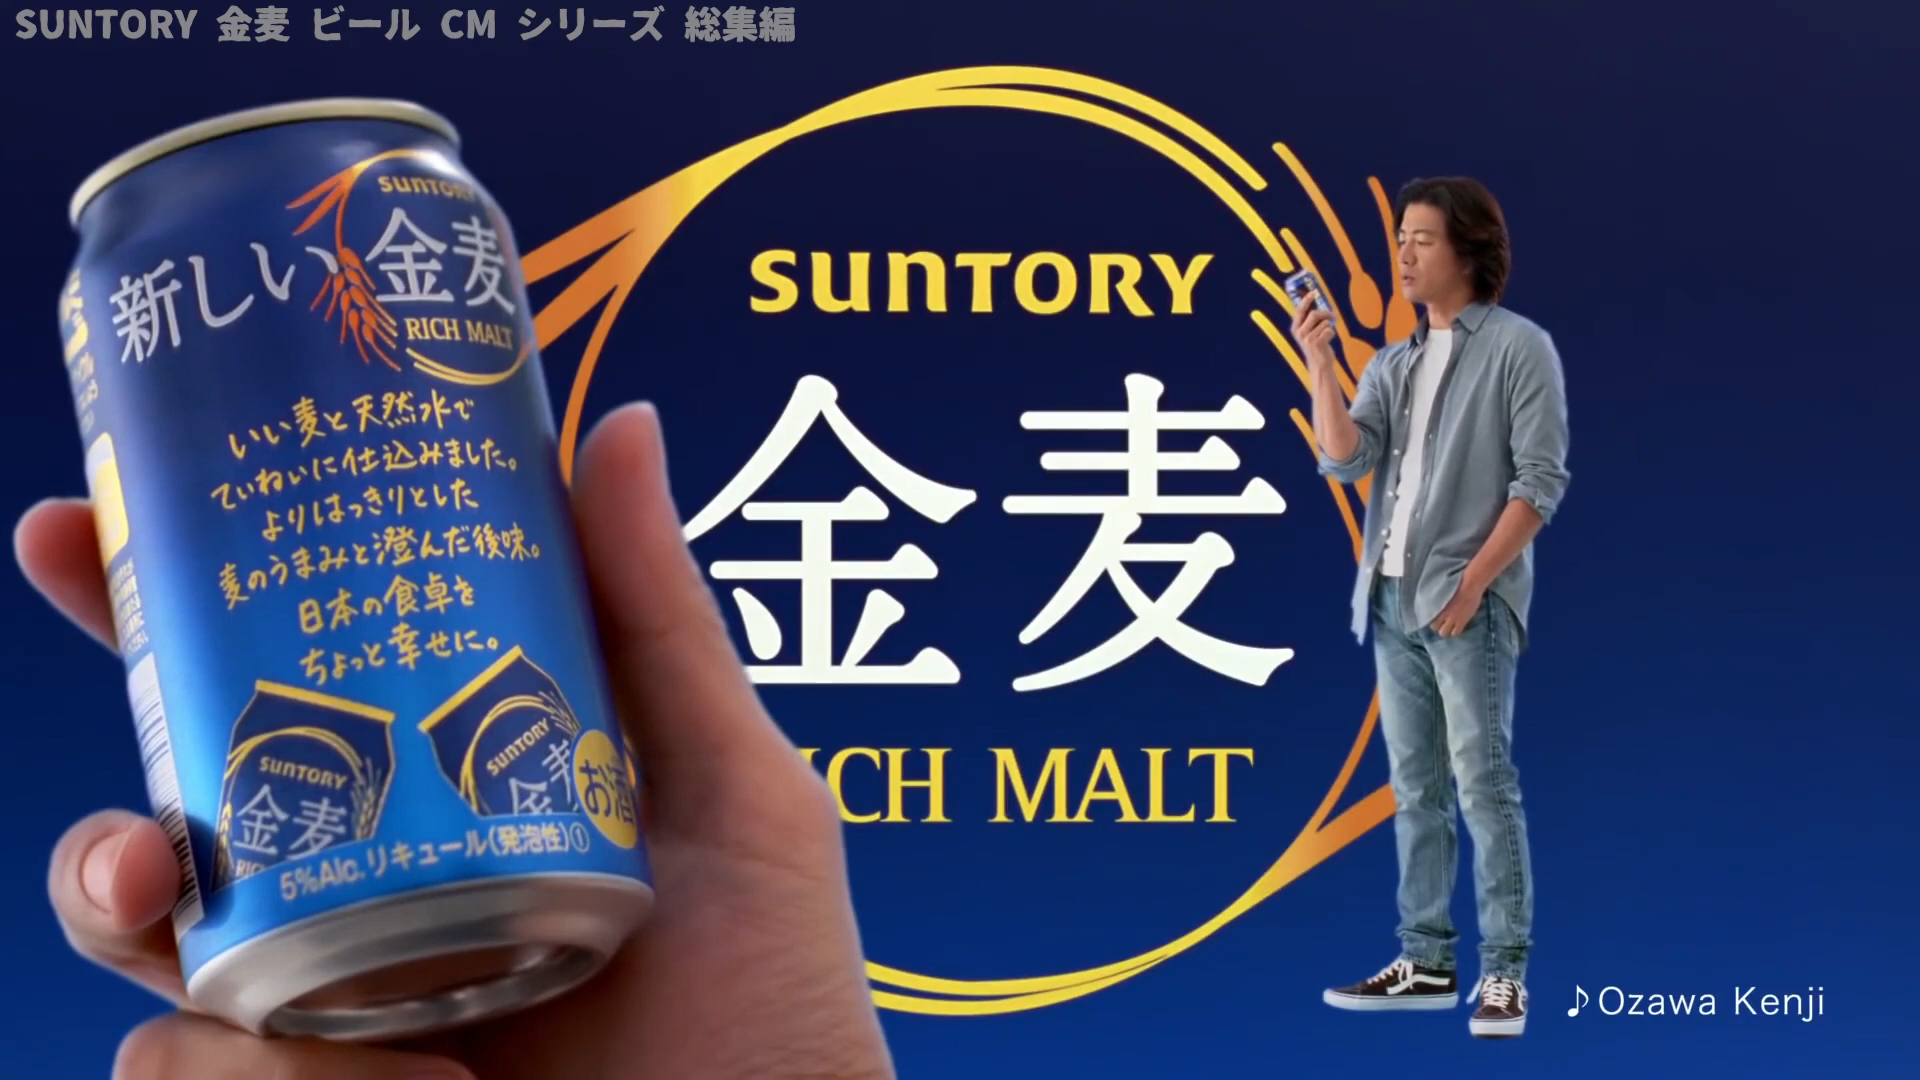 SUNTORY 金麦 ビール CM シリーズ 総集編
SUNTORY
新しい 金麦
RICH MALT
いい麦と天然水で
ていねいに仕込みました。
よりはっきりとした
麦のうまみと澄んだ後味。
日本の食卓を
ちょっと幸せに。
SUNTORY
金麦
SUNTORY
お酒
5%Alc. リキュール(発泡性)①
SUNTORY
金麦
RICH MALT
♪Ozawa Kenji